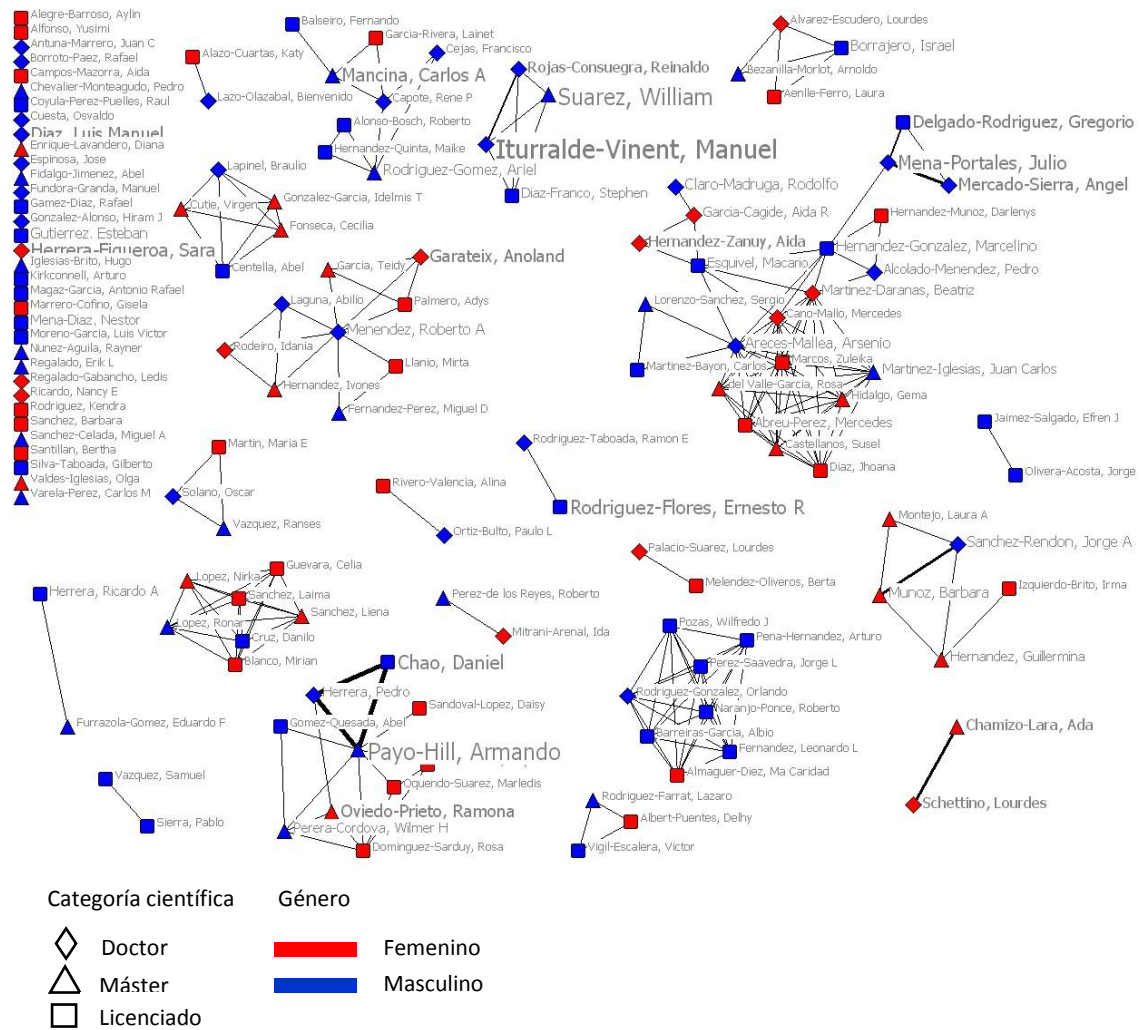 Alegre-Barroso, Aylin
Alfonso, Yusimi
Antuna-Marrero, Juan C
Borroto-Paez, Rafael
Campos-Mazorra, Aida
Chevalier-Monteagudo, Pedro
Coyula-Perez-Puelles, Raul
Cuesta, Osvaldo
Diaz, Luis Manuel
Enrique-Lavandero, Diana
Espinosa, Jose
Fidalgo-Jimenez, Abel
Fundora-Granda, Manuel
Gamez-Diaz, Rafael
Gonzalez-Alonso, Hiram J
Gutierrez, Esteban
Herrera-Figueroa, Sara
Iglesias-Brito, Hugo
Kirkconnell, Arturo
Magaz-Garcia, Antonio Rafael
Marrero-Cofino, Gisela
Mena-Diaz, Nestor
Moreno-Garcia, Luis Victor
Nunez-Aguila, Rayner
Regalado, Erik L
Regalado-Gabancho, Ledis
Ricardo, Nancy E
Rodriguez, Kendra
Sanchez, Barbara
Sanchez-Celada, Miguel A
Santillan, Bertha
Silva-Taboada, Gilberto
Valdes-Iglesias, Olga
Varela-Perez, Carlos M
Balseiro, Fernando
Garcia-Rivera, Lainet
Cejas, Francisco
Alazo-Cuartas, Katy
Mancina, Carlos A
Lazo-Olazabal, Bienvenido
Capote, Rene P
Alonso-Bosch, Roberto
Hernandez-Quinta, Maike
Rodriguez-Gomez, Ariel
Rojas-Consuegra, Reinaldo
Suarez, William
Iturralde-Vinent, Manuel
Diaz-Franco, Stephen
Alvarez-Escudero, Lourdes
Borrajero, Israel
Bezanilla-Morlot, Arnoldo
Aenlle-Ferro, Laura
Delgado-Rodriguez, Gregorio
Mena-Portales, Julio
Mercado-Sierra, Angel
Lapinel, Braulio
Cutie, Virgen
Gonzalez-Garcia, Idelmis T
Fonseca, Cecilia
Centella, Abel
Claro-Madruga, Rodolfo
Garcia-Cagide, Aida R
Hernandez-Munoz, Darlenys
Hernandez-Zanuy, Aida
Hernandez-Gonzalez, Marcelino
Esquivel, Macario
Alcolado-Menendez, Pedro
Martinez-Daranas, Beatriz
Lorenzo-Sanchez, Sergio
Cano-Mallo, Mercedes
Areces-Mallea, Arsenio
Martinez-Bayon, Carlos
Marcos, Zuleika
Martinez-Iglesias, Juan Carlos
del Valle-Garcia, Rosa
Hidalgo, Gema
Abreu-Perez, Mercedes
Castellanos, Susel
Diaz, Jhoana
Garcia, Teidy
Garateix, Anoland
Laguna, Abilio
Palmero, Adys
Menendez, Roberto A
Rodeiro, Idania
Llanio, Mirta
Hernandez, Ivones
Fernandez-Perez, Miguel D
Jaimez-Salgado, Efren J
Olivera-Acosta, Jorge
Martin, Maria E
Solano, Oscar
Vazquez, Ranses
Rodriguez-Taboada, Ramon E
Rodriguez-Flores, Ernesto R
Rivero-Valencia, Alina
Ortiz-Bulto, Paulo L
Montejo, Laura A
Sanchez-Rendon, Jorge A
Munoz, Barbara
Izquierdo-Brito, Irma
Hernandez, Guillermina
Palacio-Suarez, Lourdes
Melendez-Oliveros, Berta
Herrera, Ricardo A
Furrazola-Gomez, Eduardo F
Guevara, Celia
Lopez, Nirka
Sanchez, Laima
Sanchez, Liena
Lopez, Ronar
Cruz, Danilo
Blanco, Mirian
Perez-de los Reyes, Roberto
Mitrani-Arenal, Ida
Pozas, Wilfredo J
Pena-Hernandez, Arturo
Perez-Saavedra, Jorge L
Rodriguez-Gonzalez, Orlando
Naranjo-Ponce, Roberto
Barreiras-Garcia, Albio
Fernandez, Leonardo L
Almaguer-Diez, Ma Caridad
Chao, Daniel
Herrera, Pedro
Sandoval-Lopez, Daisy
Gomez-Quesada, Abel
Payo-Hill, Armando
Oquendo-Suarez, Marledis
Oviedo-Prieto, Ramona
Perera-Cordova, Wilmer H
Dominguez-Sarduy, Rosa
Chamizo-Lara, Ada
Schettino, Lourdes
Vazquez, Samuel
Sierra, Pablo
Rodriguez-Farrat, Lazaro
Albert-Puentes, Delhy
Vigil-Escalera, Victor
Categoría científica
Género
Doctor
Femenino
Máster
Masculino
Licenciado